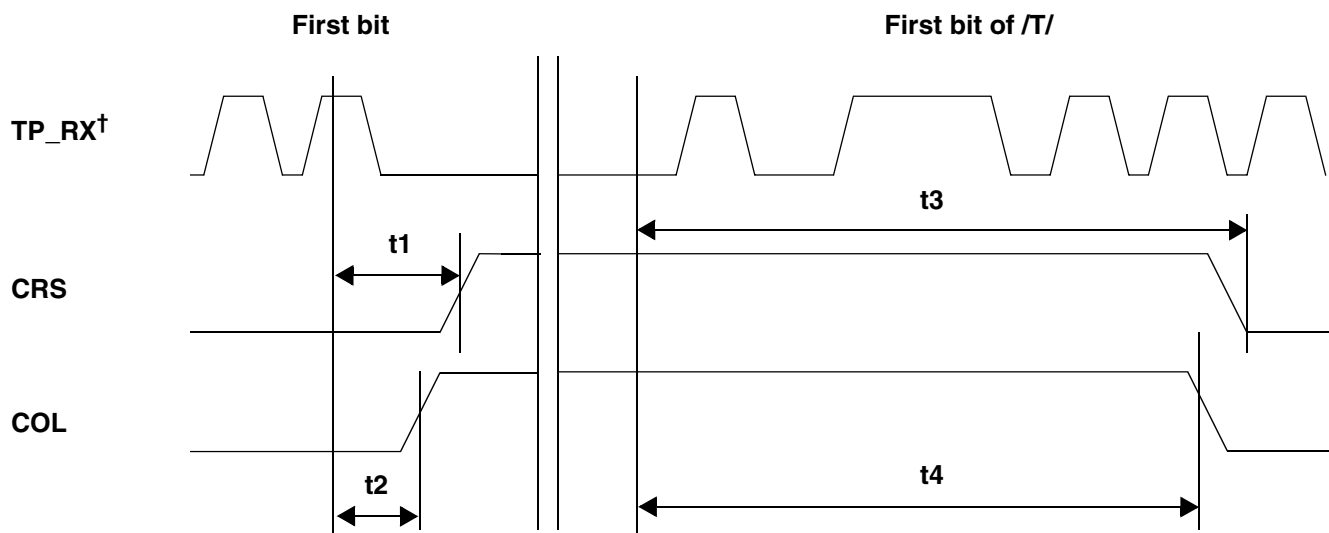 First bit
First bit of /T/
TP_RX†
t3
t1
CRS
COL
t4
t2